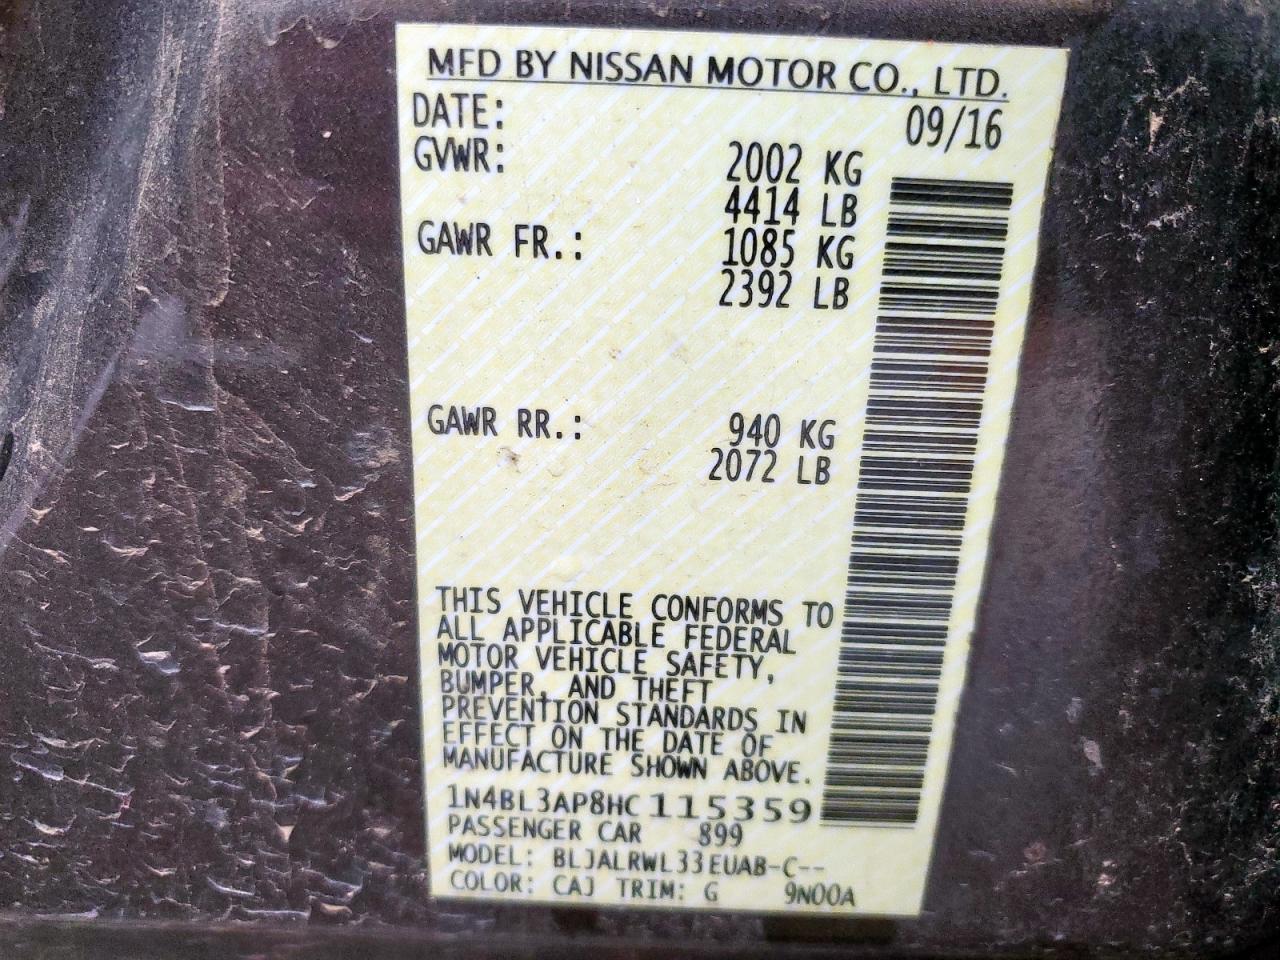 MFD BY NISSAN MOTOR CO., LTD.
DATE: 09/16
GVWR: 2002 KG
4414 LB
GAWR FR.: 1085 KG
2392 LB
GAWR RR.: 940 KG
2072 LB
THIS VEHICLE CONFORMS TO
ALL APPLICABLE FEDERAL
MOTOR VEHICLE SAFETY,
BUMPER, AND THEFT
PREVENTION STANDARDS IN
EFFECT ON THE DATE OF
MANUFACTURE SHOWN ABOVE.
1N4BL3AP8HC115359
PASSENGER CAR 899
MODEL: BLJALRWL33EUAB-C--
COLOR: CAJ TRIM: G 9N00A